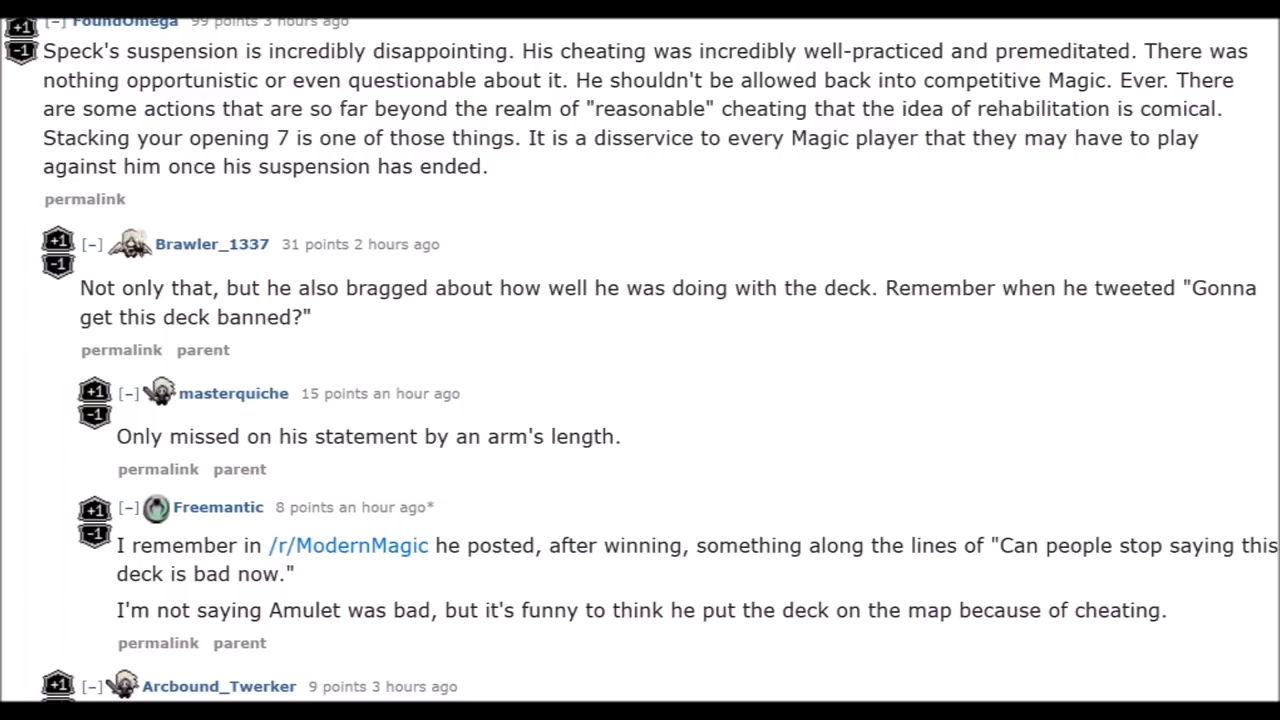 +1 [–] FoundOmega 99 points 3 hours ago
-1 Speck's suspension is incredibly disappointing. His cheating was incredibly well-practiced and premeditated. There was
nothing opportunistic or even questionable about it. He shouldn't be allowed back into competitive Magic. Ever. There
are some actions that are so far beyond the realm of "reasonable" cheating that the idea of rehabilitation is comical.
Stacking your opening 7 is one of those things. It is a disservice to every Magic player that they may have to play
against him once his suspension has ended.
permalink
+1 [–] Brawler_1337 31 points 2 hours ago
-1
Not only that, but he also bragged about how well he was doing with the deck. Remember when he tweeted "Gonna
get this deck banned?"
permalink parent
+1 [–] masterquiche 15 points an hour ago
-1
Only missed on his statement by an arm's length.
permalink parent
+1 [–] Freemantic 8 points an hour ago*
-1
I remember in /r/ModernMagic he posted, after winning, something along the lines of "Can people stop saying this
deck is bad now."
I'm not saying Amulet was bad, but it's funny to think he put the deck on the map because of cheating.
permalink parent
+1 [–] Arcbound_Twerker 9 points 3 hours ago